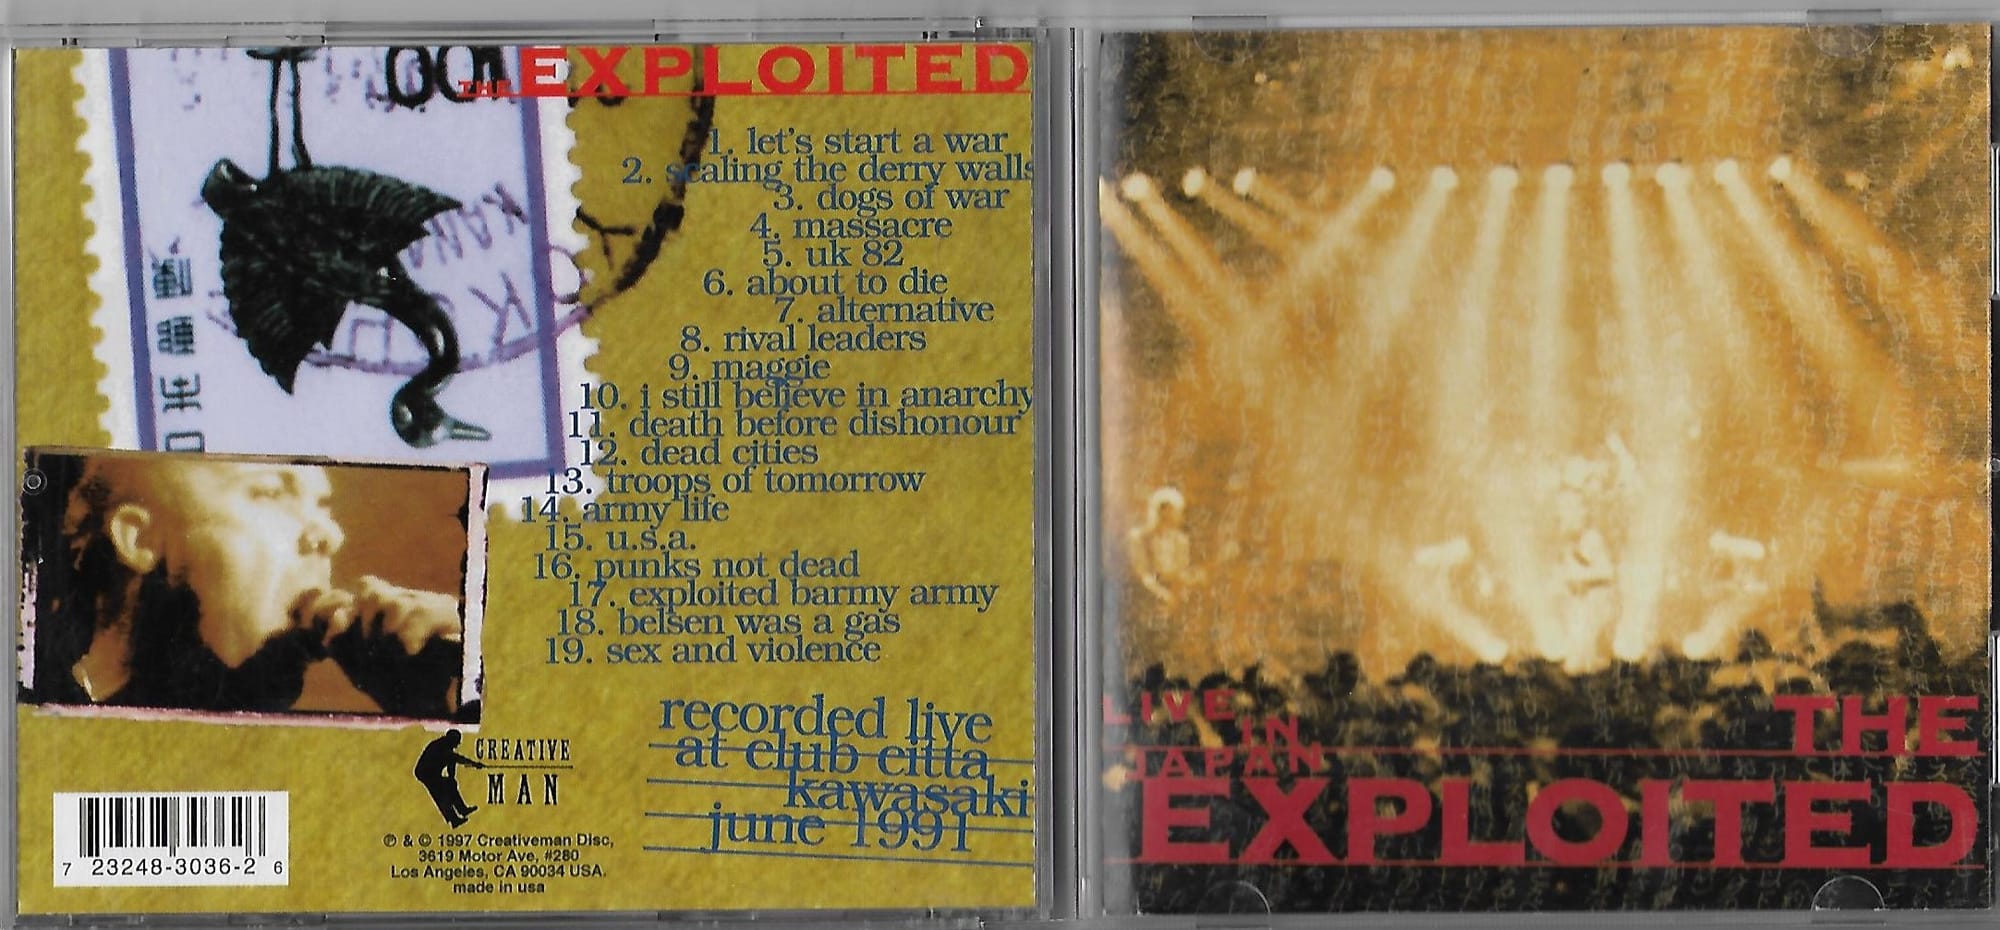 THE EXPLOITED
1. let's start a war
2. scaling the derry walls
3. dogs of war
4. massacre
5. uk 82
6. about to die
7. alternative
8. rival leaders
9. maggie
10. i still believe in anarchy
11. death before dishonour
12. dead cities
13. troops of tomorrow
14. army life
15. u.s.a.
16. punks not dead
17. exploited barmy army
18. belsen was a gas
19. sex and violence
recorded live
at club citta
kawasaki
june 1991
CREATIVE
MAN
℗ & © 1997 Creativeman Disc,
3619 Motor Ave, #280
Los Angeles, CA 90034 USA.
made in usa
7 23248-3036-2 6
LIVE
IN
JAPAN
THE
EXPLOITED